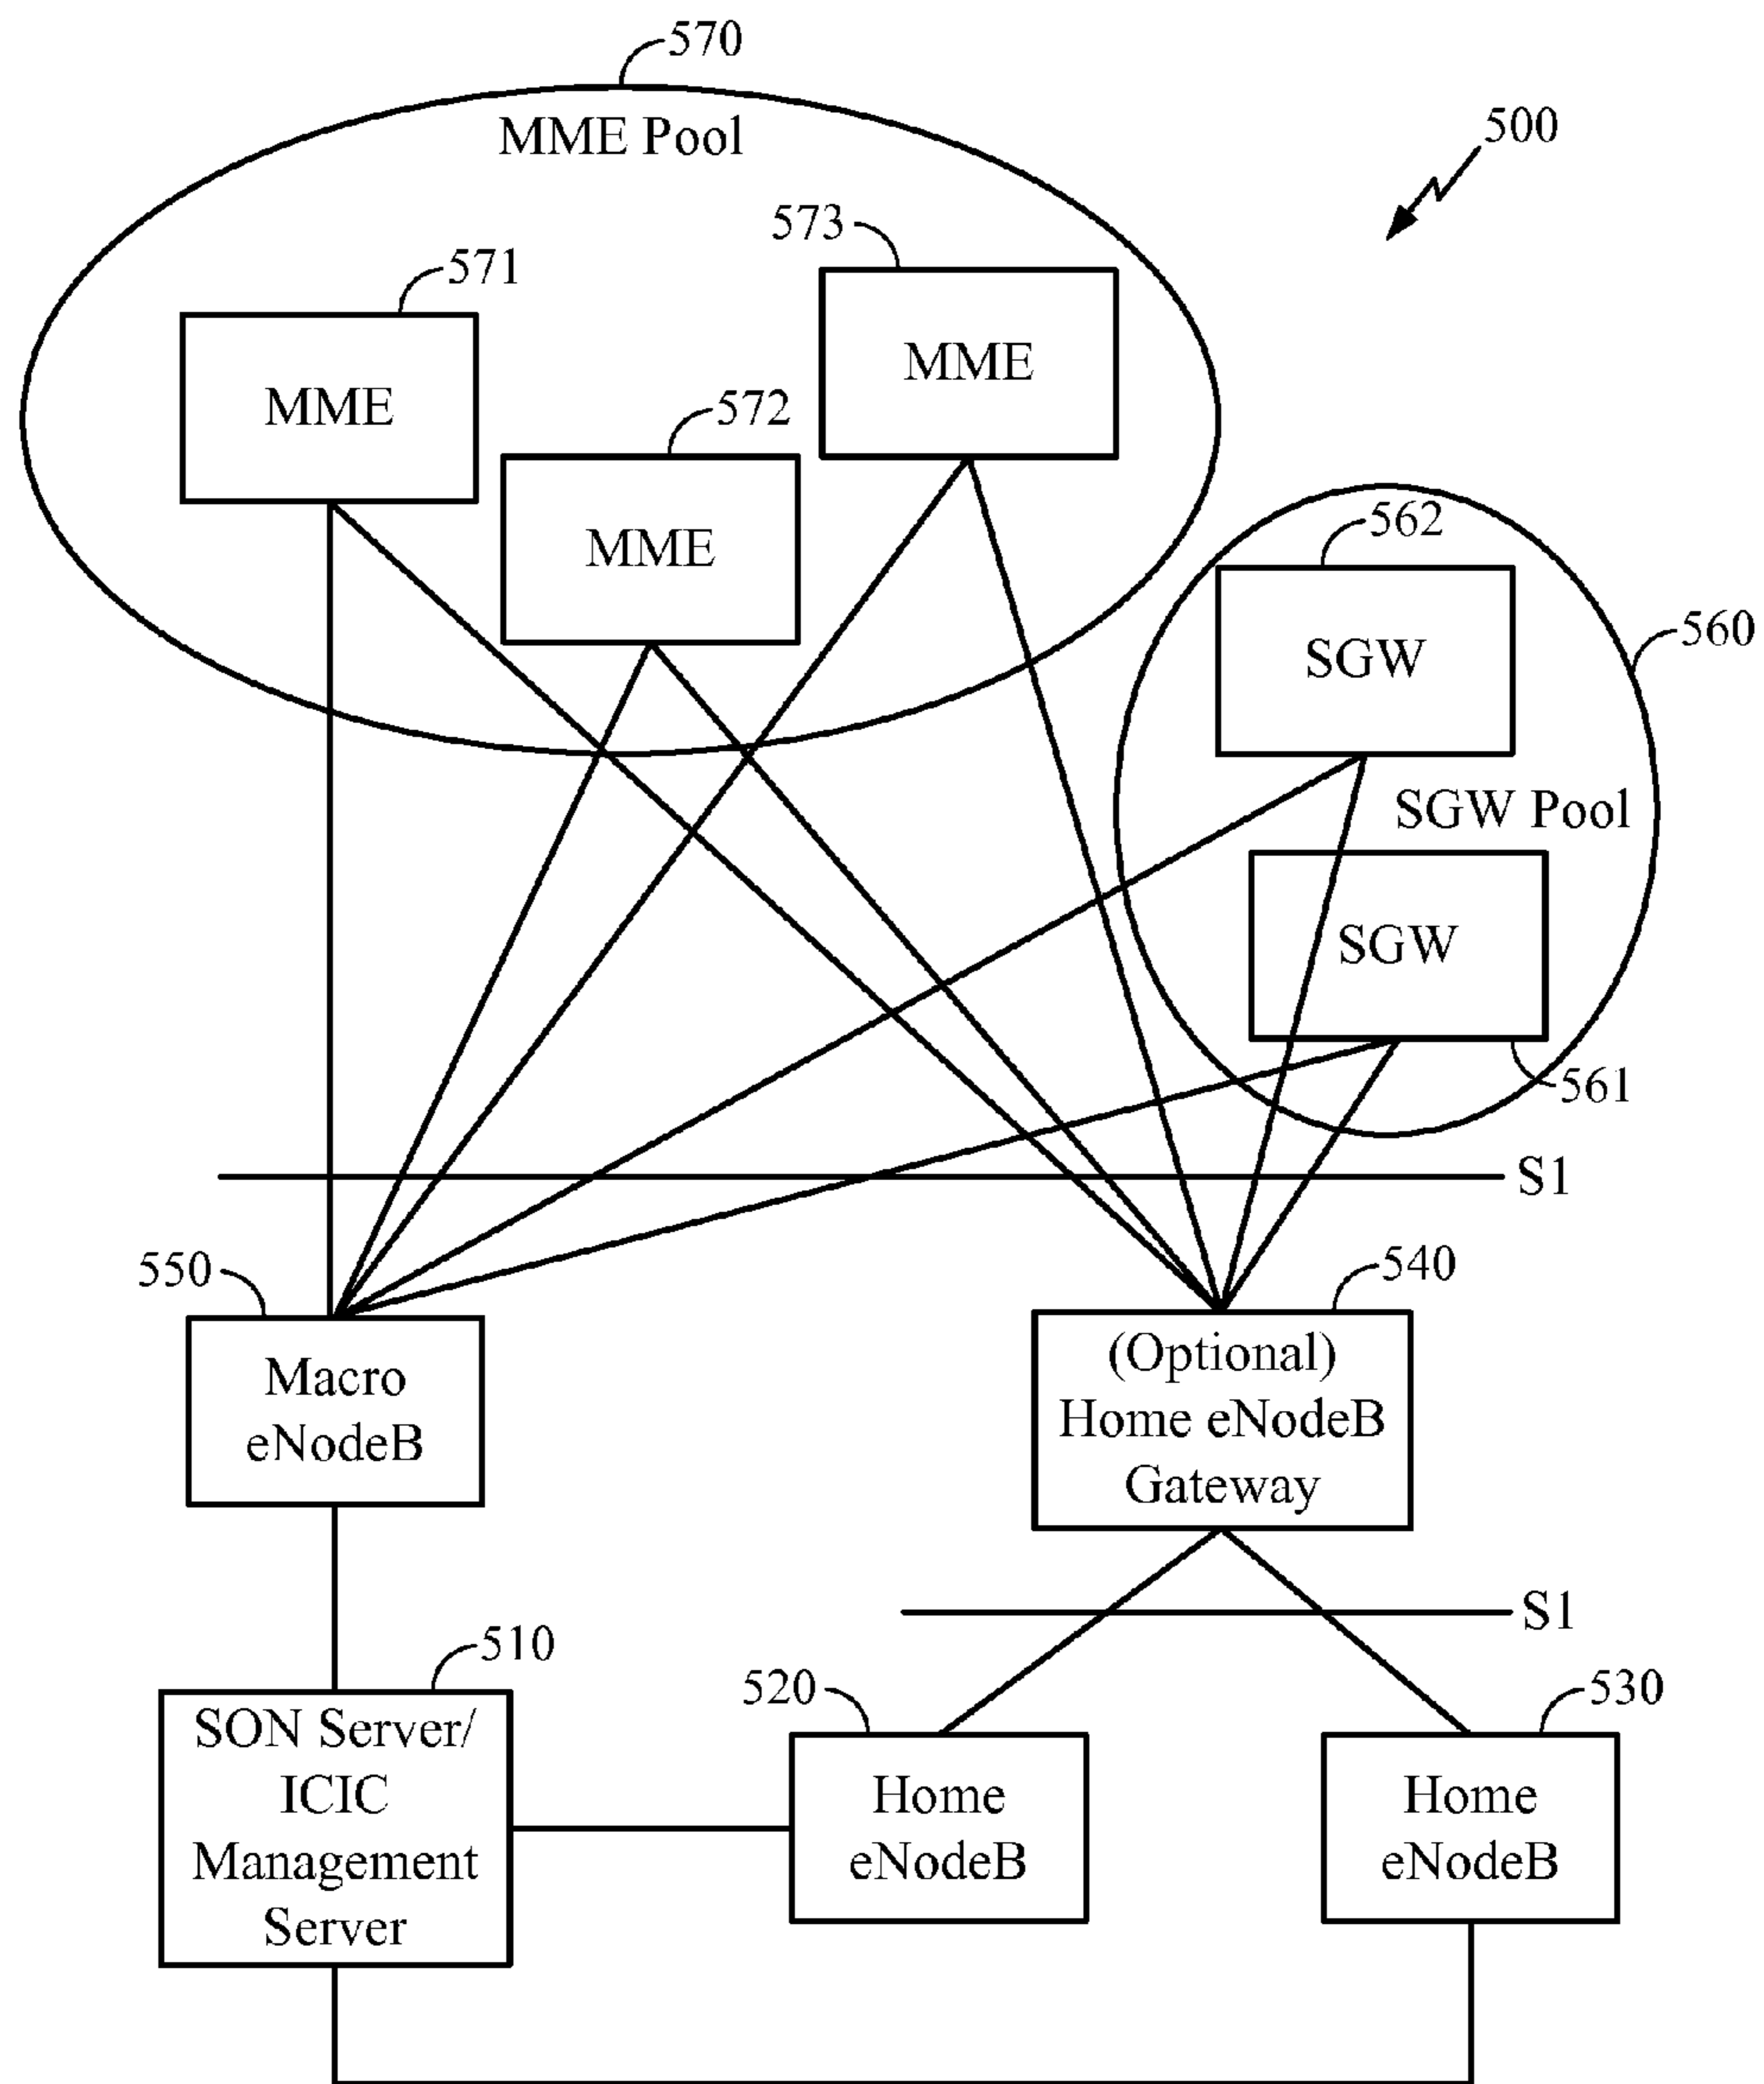 570
MME Pool
500
573
571
MME
MME
572
MME
562
SGW
560
SGW Pool
SGW
561
S1
550
540
Macro
eNodeB
(Optional)
Home eNodeB
Gateway
S1
510
520
530
SON Server/
ICIC
Management
Server
Home
eNodeB
Home
eNodeB